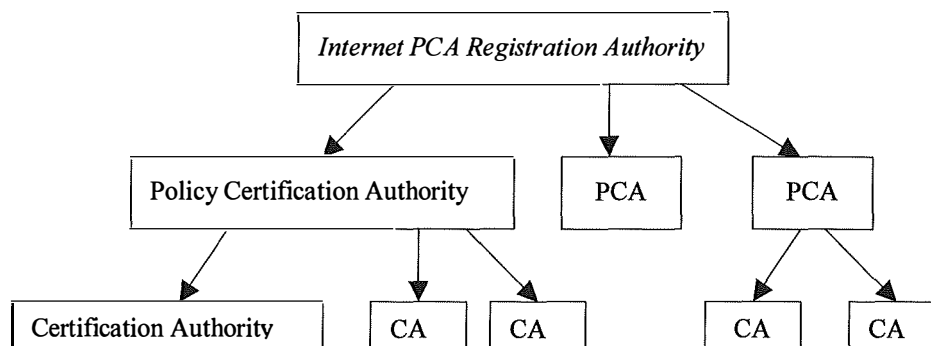 Internet PCA Registration Authority
Policy Certification Authority
PCA
PCA
Certification Authority
CA
CA
CA
CA